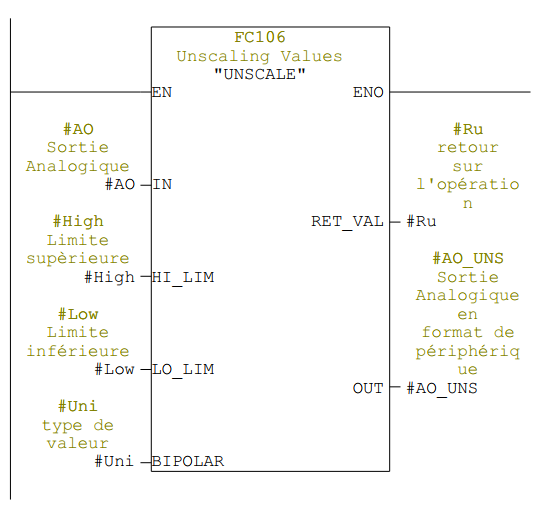 FC106
Unscaling Values
"UNSCALE"
EN
ENO
#AO
Sortie
Analogique
#AO
IN
#Ru
retour
sur
l'opératio
n
RET_VAL
#Ru
#High
Limite
supèrieure
#High
HI_LIM
#AO_UNS
Sortie
Analogique
en
format de
périphériq
ue
OUT
#AO_UNS
#Low
Limite
inférieure
#Low
LO_LIM
#Uni
type de
valeur
#Uni
BIPOLAR